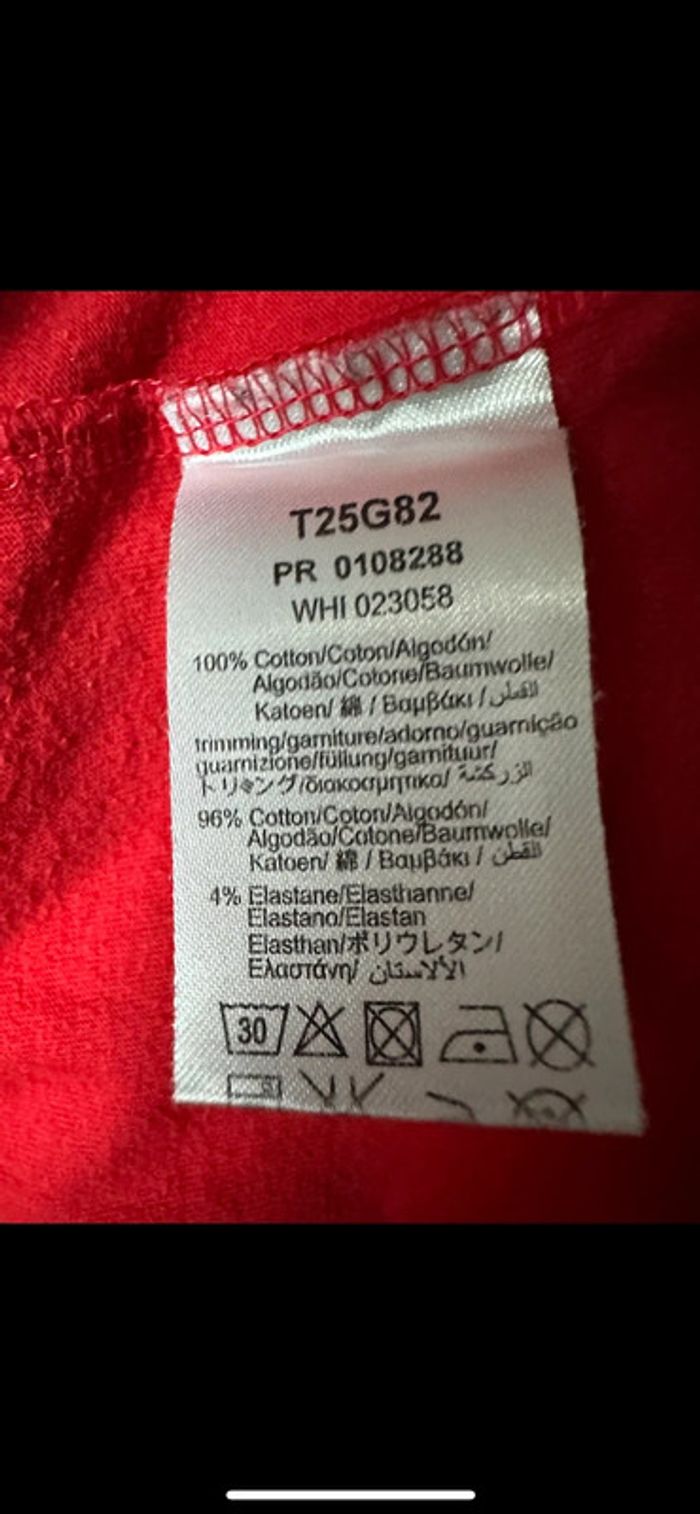 T25G82
PR 0108288
WHI 023058
100% Cotton/Coton/Algodón/
Algodão/Cotone/Baumwolle/
Katoen/ 綿 / Βαμβάκι / القطن
trimming/garniture/adorno/guarnição
guarnizione/füllung/garnituur/
トリミング/διακοσμητικο/ الزركشة
96% Cotton/Coton/Algodón/
Algodão/Cotone/Baumwolle/
Katoen/ 綿 / Βαμβάκι / القطن
4% Elastane/Elasthanne/
Elastano/Elastan
Elasthan/ポリウレタン/
Ελαστάνη/ الألاستان
30